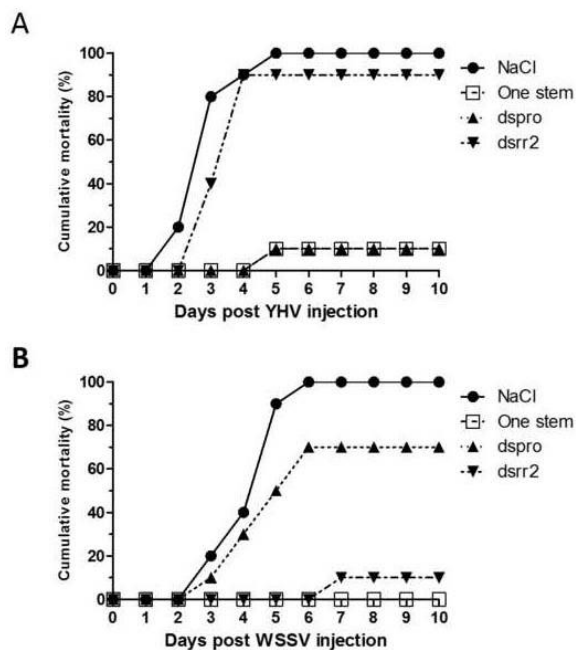 A
Cumulative mortality (%)
100
80
60
40
20
0
0 1 2 3 4 5 6 7 8 9 10
Days post YHV injection
NaCl
One stem
dspro
dsrr2
B
Cumulative mortality (%)
100
80
60
40
20
0
0 1 2 3 4 5 6 7 8 9 10
Days post WSSV injection
NaCl
One stem
dspro
dsrr2